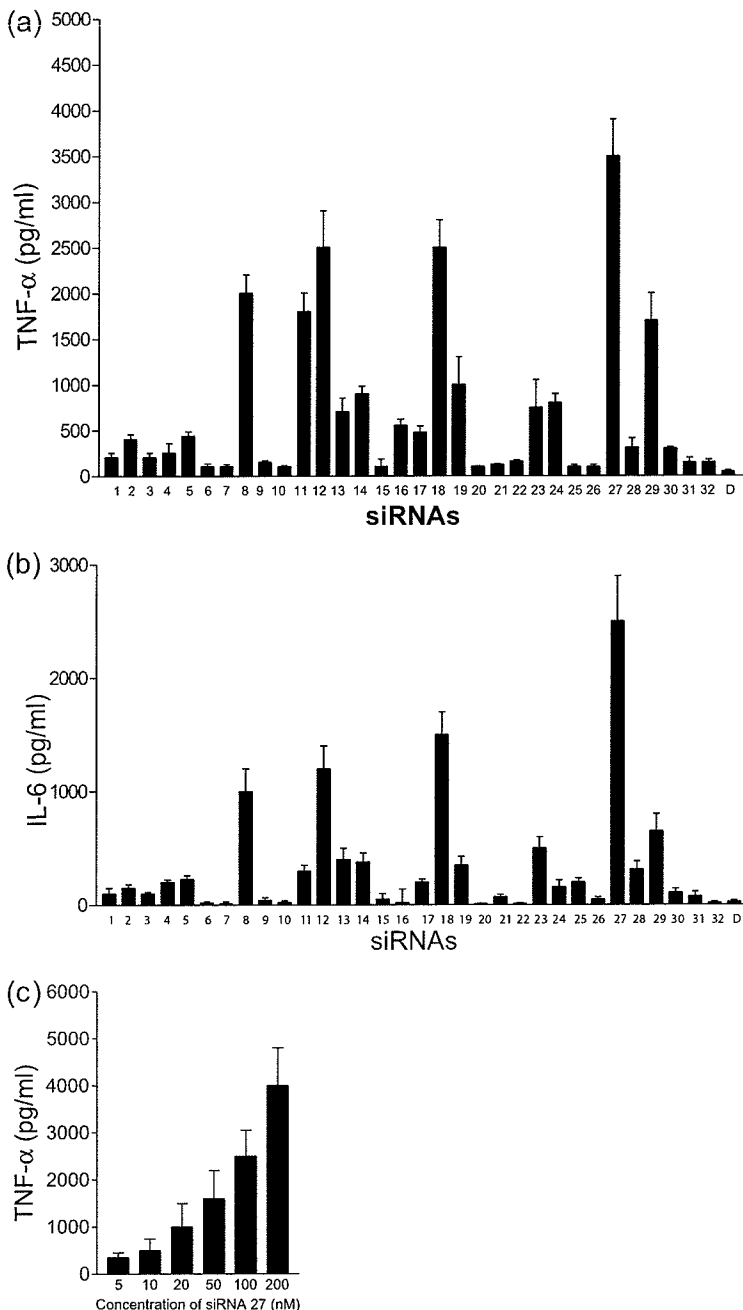 (a)
TNF-α (pg/ml)
5000
4500
4000
3500
3000
2500
2000
1500
1000
500
0
1 2 3 4 5 6 7 8 9 10 11 12 13 14 15 16 17 18 19 20 21 22 23 24 25 26 27 28 29 30 31 32 D
siRNAs
(b)
IL-6 (pg/ml)
3000
2000
1000
0
1 2 3 4 5 6 7 8 9 10 11 12 13 14 15 16 17 18 19 20 21 22 23 24 25 26 27 28 29 30 31 32 D
siRNAs
(c)
TNF-α (pg/ml)
6000
5000
4000
3000
2000
1000
0
5 10 20 50 100 200
Concentration of siRNA 27 (nM)